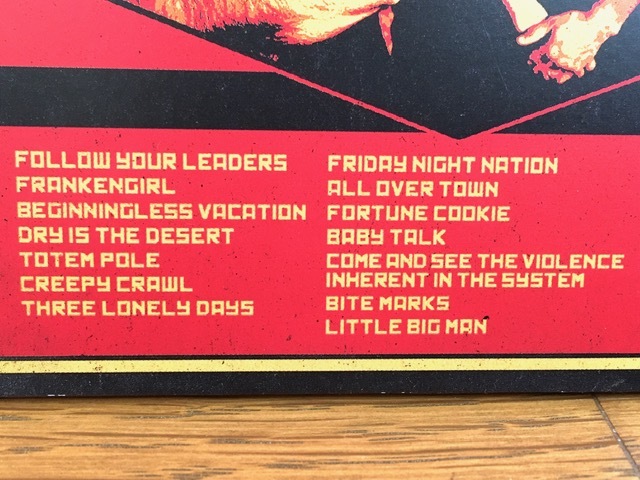 FOLLOW YOUR LEADERS
FRANKENGIRL
BEGINNINGLESS VACATION
DRY IS THE DESERT
TOTEM POLE
CREEPY CRAWL
THREE LONELY DAYS
FRIDAY NIGHT NATION
ALL OVER TOWN
FORTUNE COOKIE
BABY TALK
COME AND SEE THE VIOLENCE
INHERENT IN THE SYSTEM
BITE MARKS
LITTLE BIG MAN